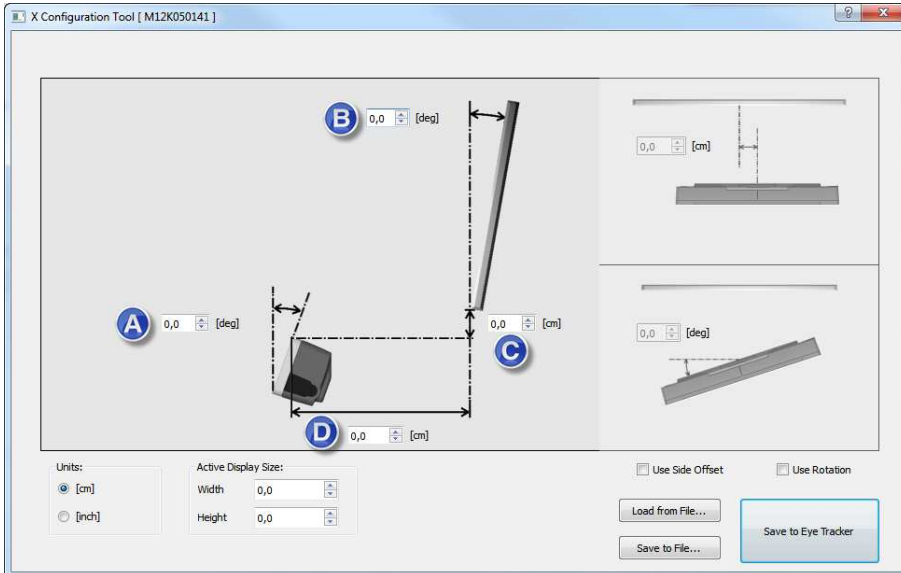 X Configuration Tool [ M12K050141 ]
?
B 0,0 [deg]
0,0 [cm]
A 0,0 [deg]
0,0 [cm]
C
0,0 [deg]
D 0,0 [cm]
Units:
[cm]
[inch]
Active Display Size:
Width 0,0
Height 0,0
Use Side Offset
Use Rotation
Load from File...
Save to File...
Save to Eye Tracker